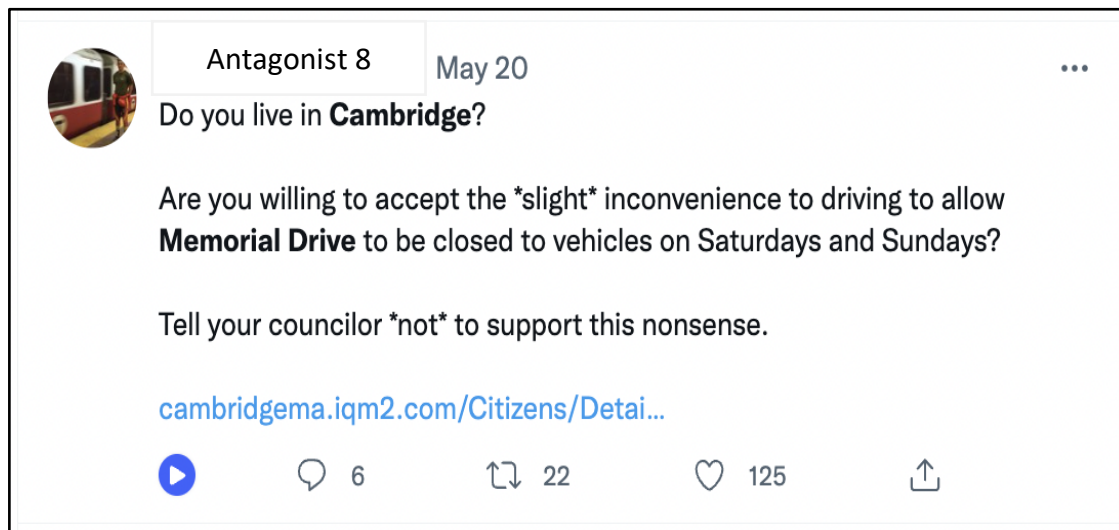 Antagonist 8
May 20
Do you live in Cambridge?
Are you willing to accept the *slight* inconvenience to driving to allow
Memorial Drive to be closed to vehicles on Saturdays and Sundays?
Tell your councilor *not* to support this nonsense.
cambridgema.iqm2.com/Citizens/Detai...
6 22 125